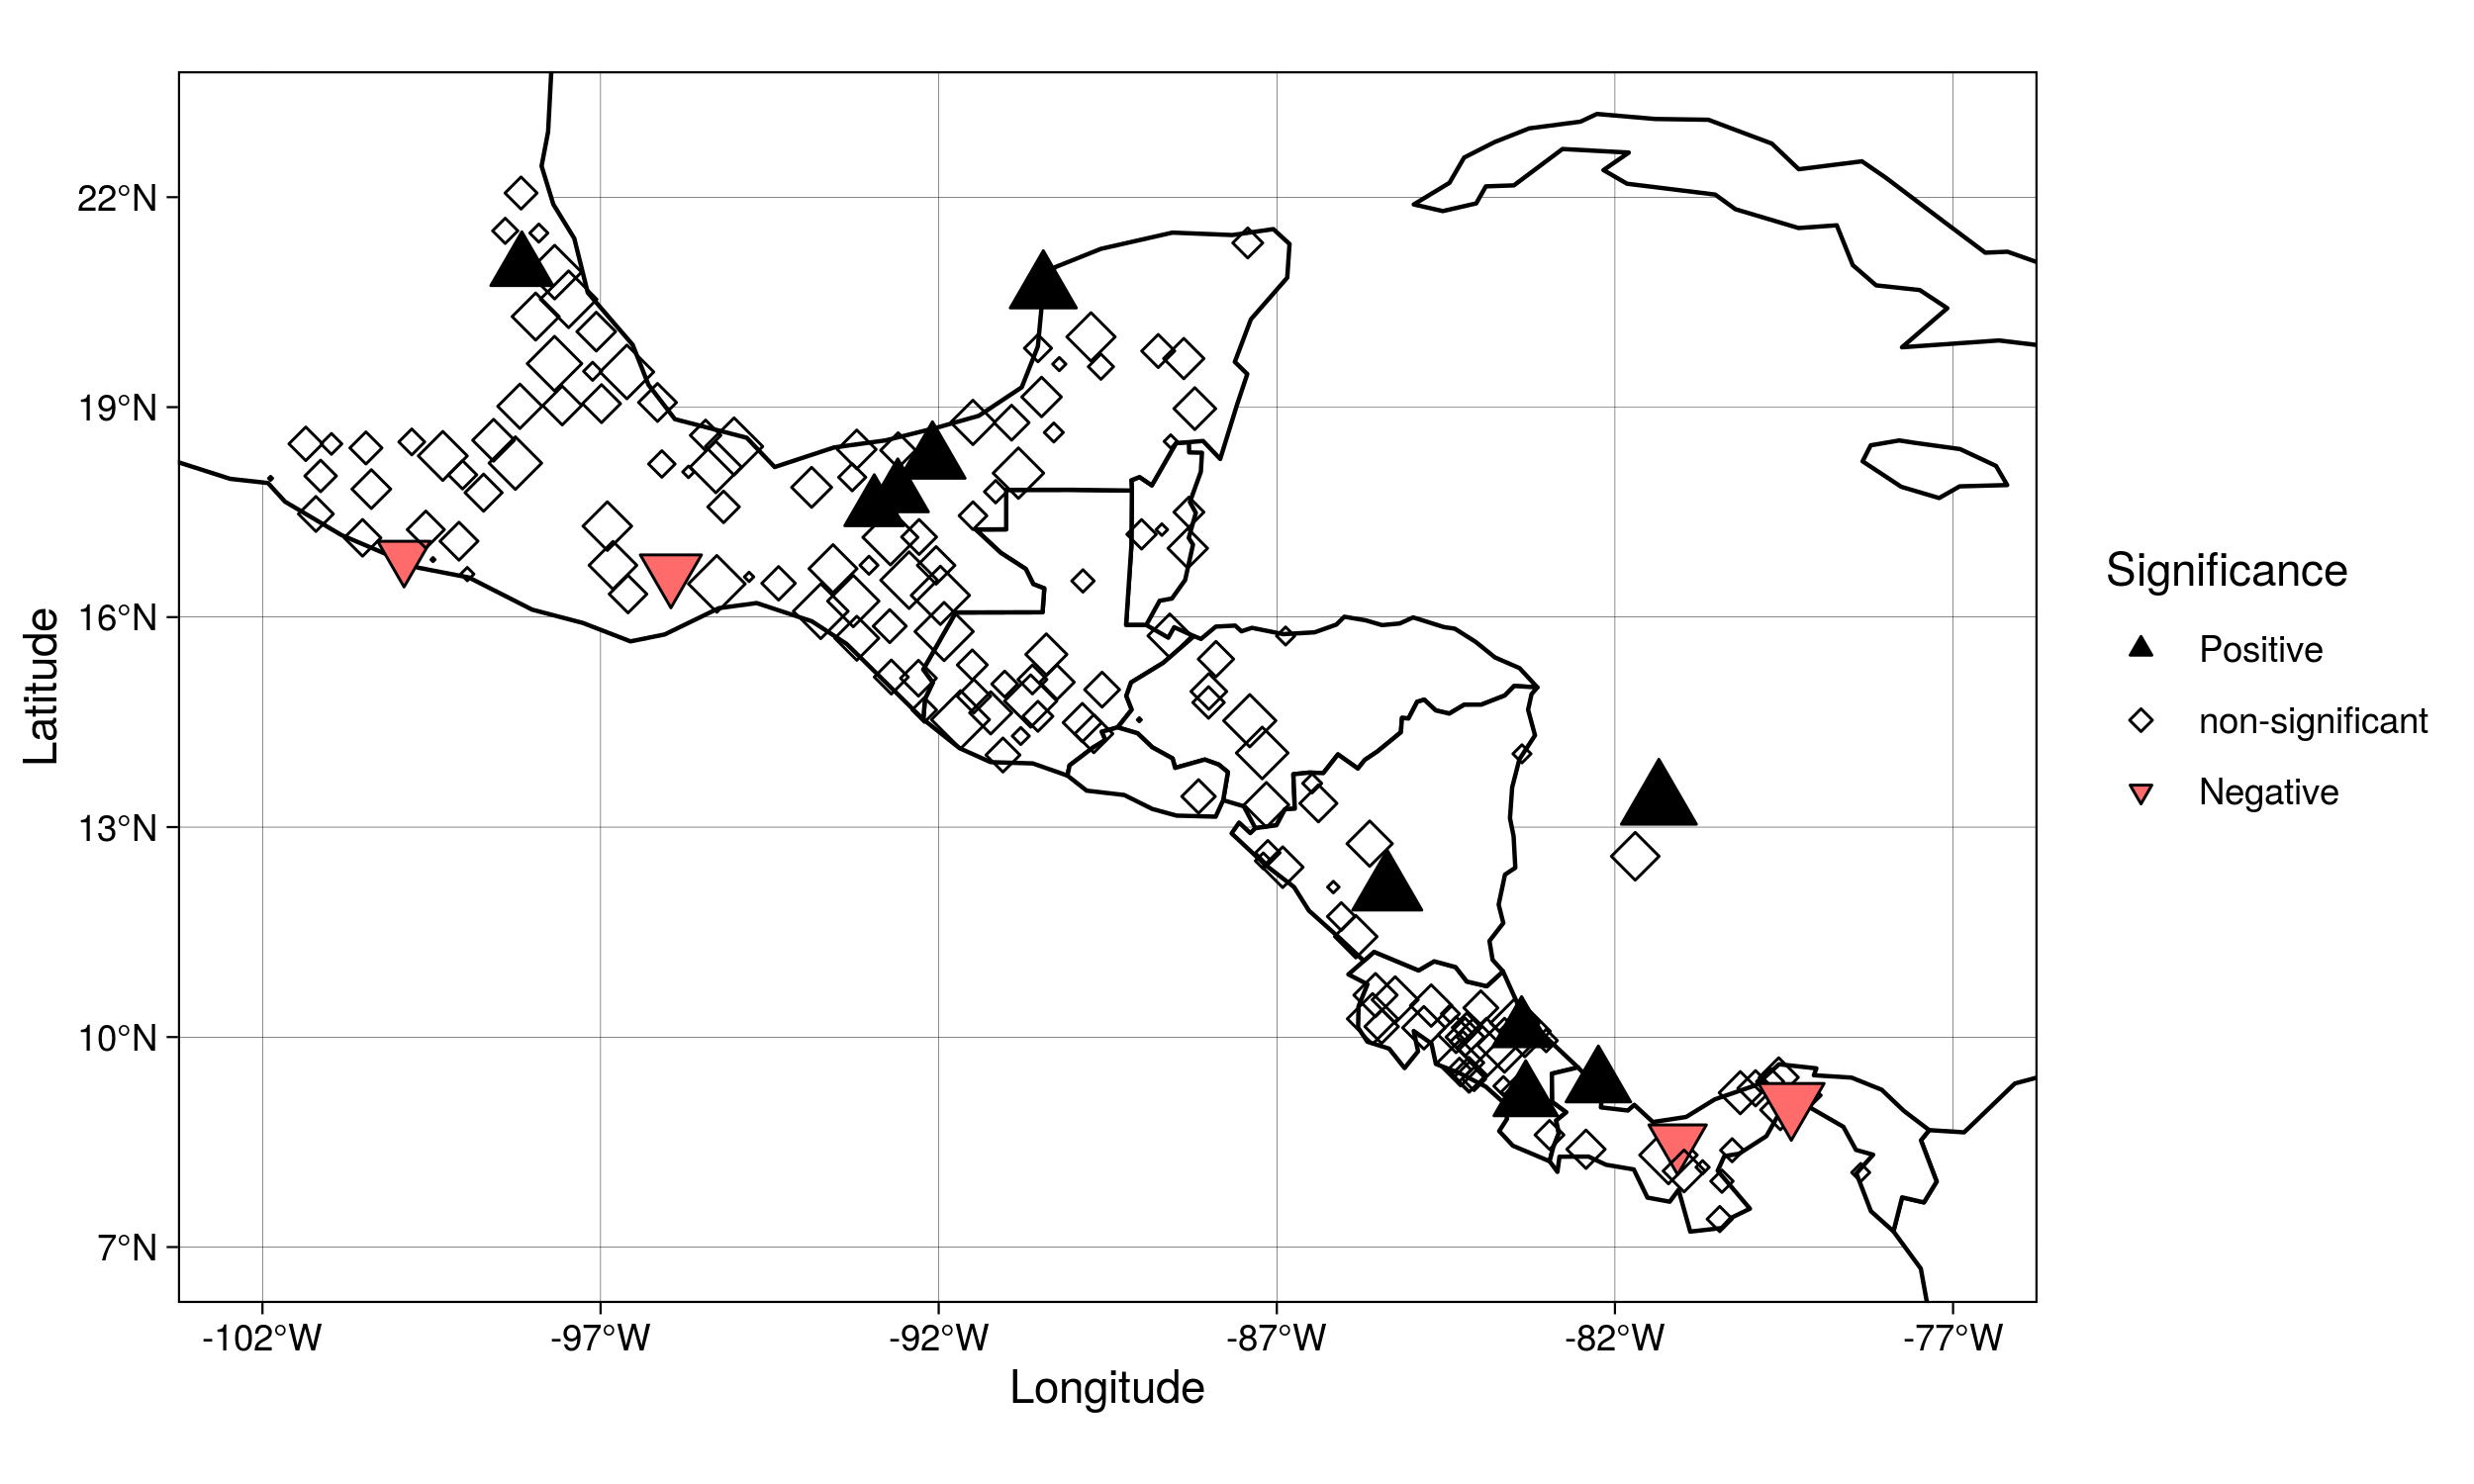 22°N
19°N
16°N
13°N
10°N
7°N
Latitude
-102°W
-97°W
-92°W
-87°W
-82°W
-77°W
Longitude
Significance
Positive
non-significant
Negative